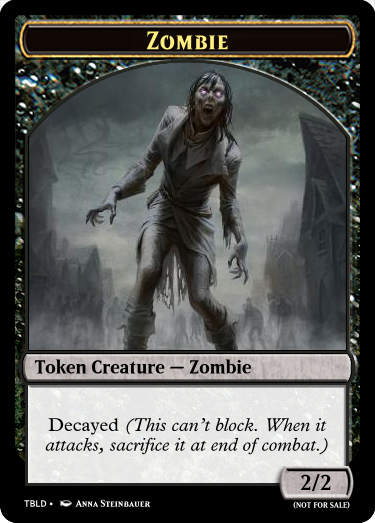 Zombie
Token Creature — Zombie
Decayed (This can't block. When it
attacks, sacrifice it at end of combat.)
2/2
TBLD • Anna Steinbauer
(NOT FOR SALE)